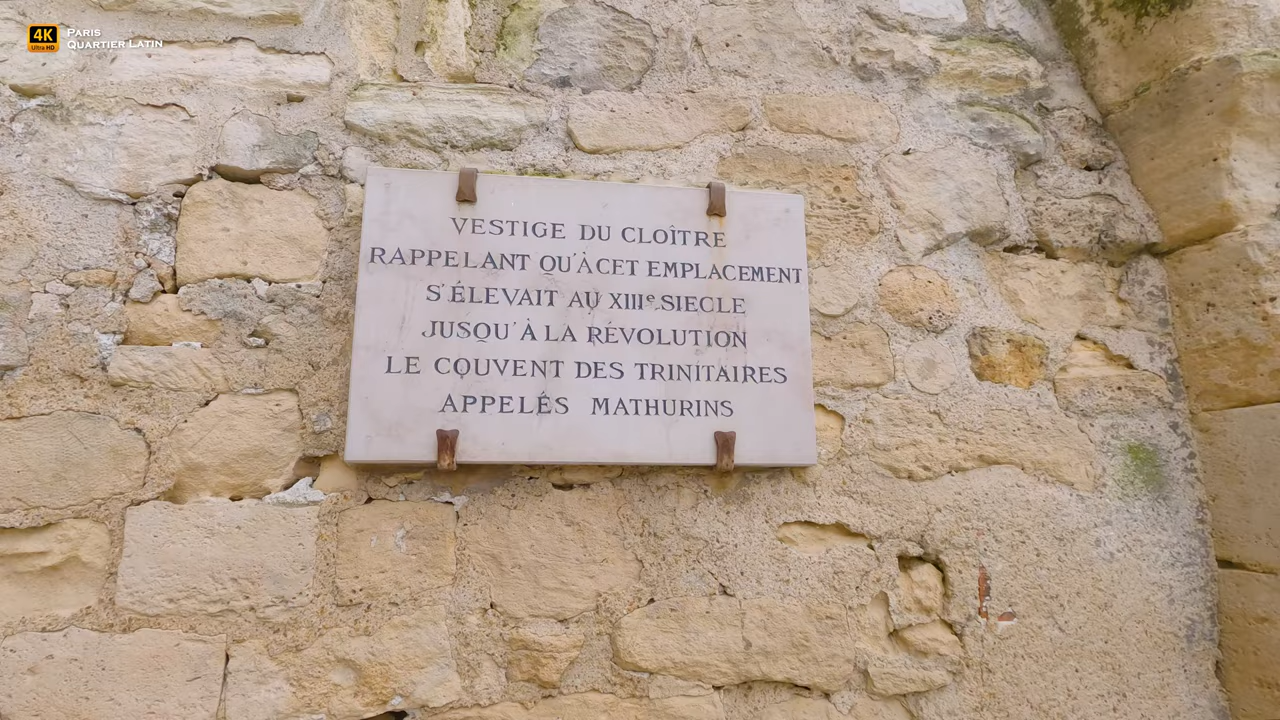 4K
Ultra HD
Paris
Quartier Latin
VESTIGE DU CLOÎTRE
RAPPELANT QU'À CET EMPLACEMENT
S'ÉLEVAIT AU XIIIe SIECLE
JUSQU'À LA RÉVOLUTION
LE COUVENT DES TRINITAIRES
APPELÉS MATHURINS